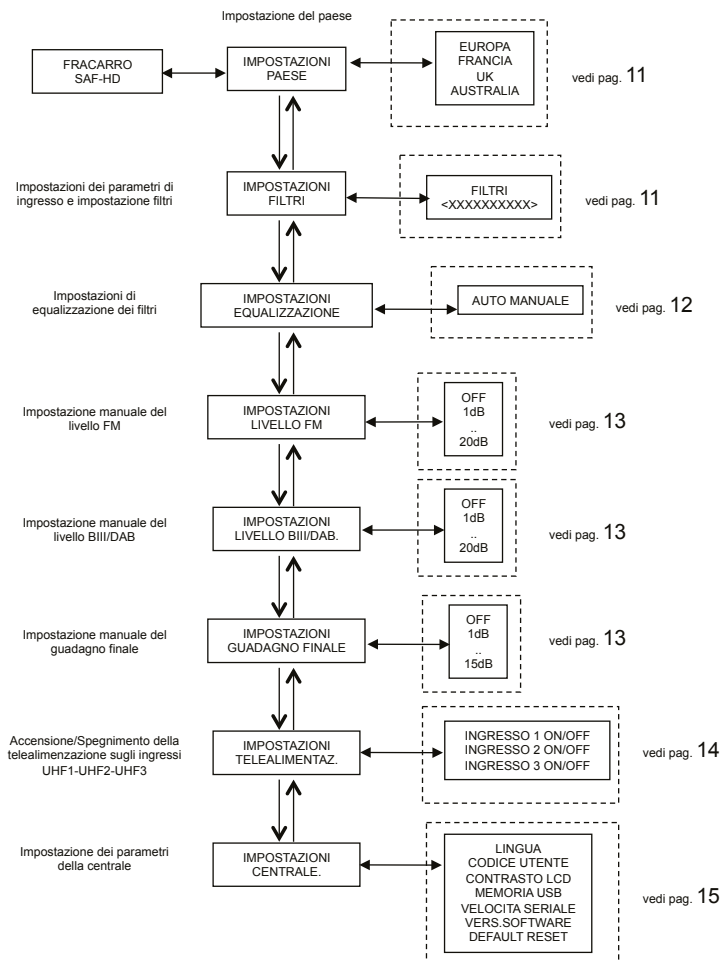 Impostazione del paese
FRACARRO
SAF-HD
IMPOSTAZIONI
PAESE
EUROPA
FRANCIA
UK
AUSTRALIA
vedi pag. 11
Impostazioni dei parametri di
ingresso e impostazione filtri
IMPOSTAZIONI
FILTRI
FILTRI
<XXXXXXXXXX>
vedi pag. 11
Impostazioni di
equalizzazione dei filtri
IMPOSTAZIONI
EQUALIZZAZIONE
AUTO MANUALE
vedi pag. 12
Impostazione manuale del
livello FM
IMPOSTAZIONI
LIVELLO FM
OFF
1dB
..
20dB
vedi pag. 13
Impostazione manuale del
livello BIII/DAB
IMPOSTAZIONI
LIVELLO BIII/DAB.
OFF
1dB
..
20dB
vedi pag. 13
Impostazione manuale del
guadagno finale
IMPOSTAZIONI
GUADAGNO FINALE
OFF
1dB
..
15dB
vedi pag. 13
Accensione/Spegnimento della
telealimenzazione sugli ingressi
UHF1-UHF2-UHF3
IMPOSTAZIONI
TELEALIMENTAZ.
INGRESSO 1 ON/OFF
INGRESSO 2 ON/OFF
INGRESSO 3 ON/OFF
vedi pag. 14
Impostazione dei parametri
della centrale
IMPOSTAZIONI
CENTRALE.
LINGUA
CODICE UTENTE
CONTRASTO LCD
MEMORIA USB
VELOCITA SERIALE
VERS.SOFTWARE
DEFAULT RESET
vedi pag. 15